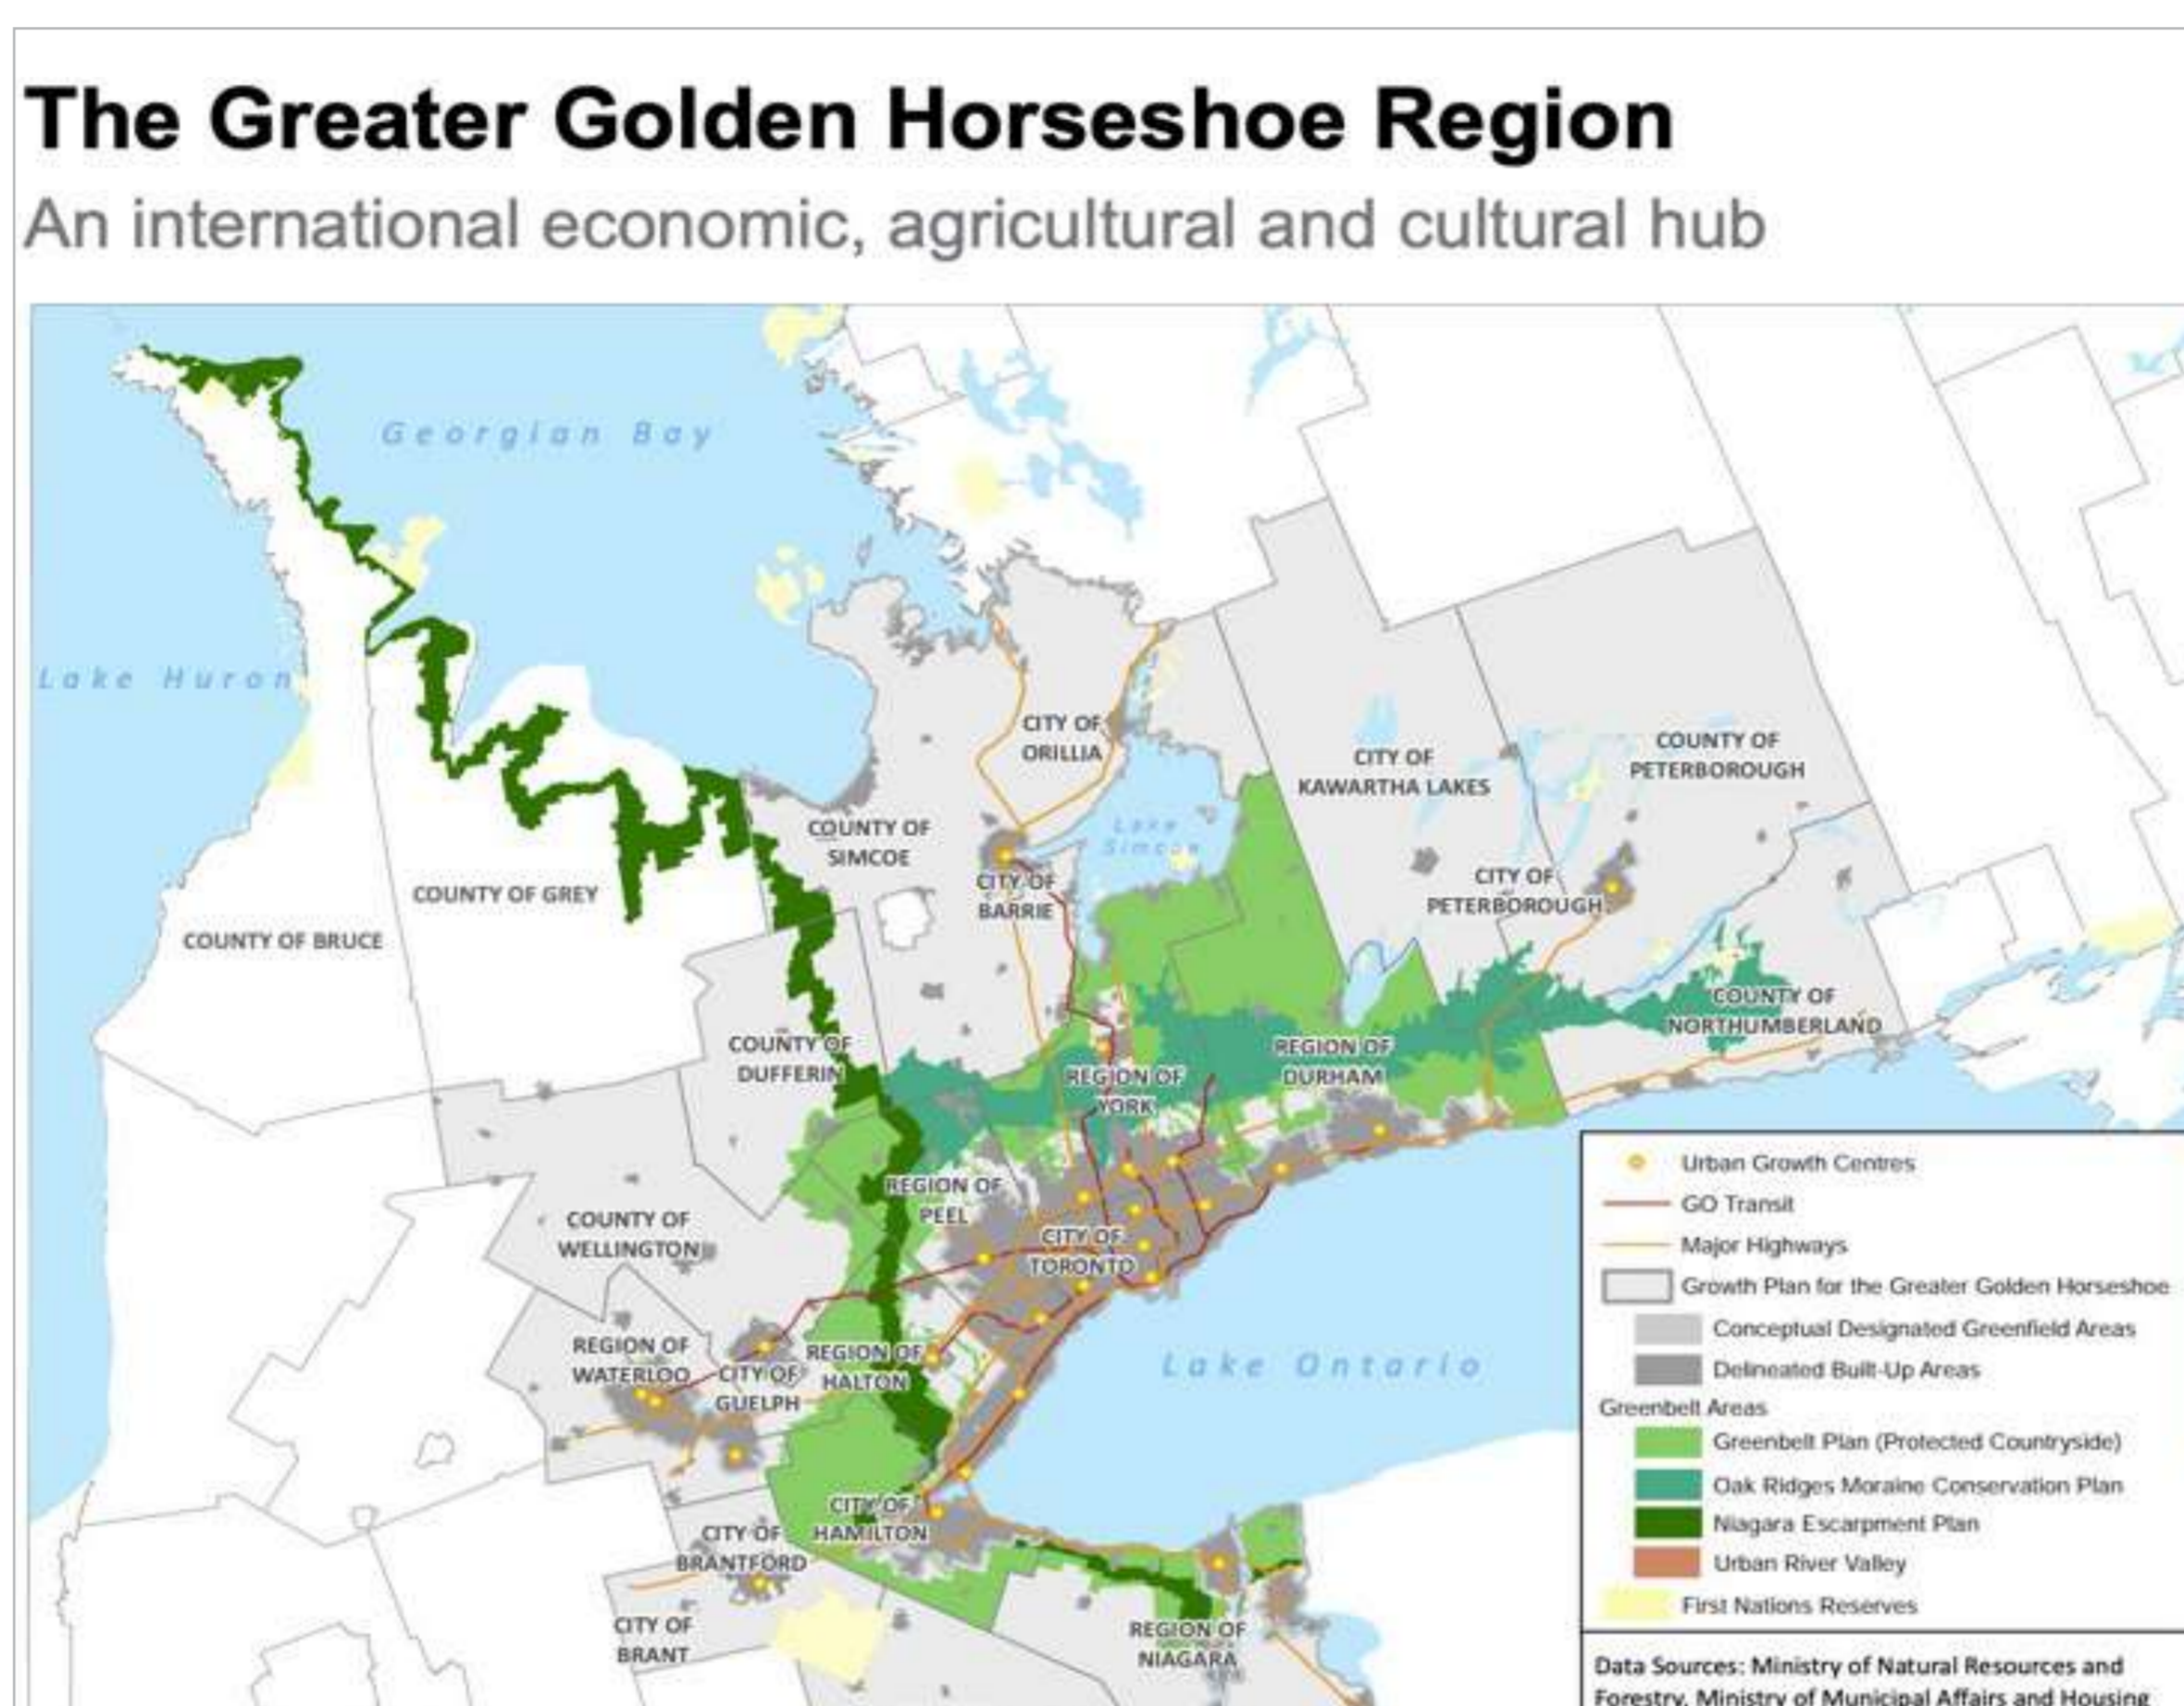 The Greater Golden Horseshoe Region
An international economic, agricultural and cultural hub
Georgian Bay
Lake Huron
CITY OF
ORILLIA
CITY OF
KAWARTHA LAKES
COUNTY OF
PETERBOROUGH
COUNTY OF
SIMCOE
Lake
Simcoe
CITY OF
BARRIE
CITY OF
PETERBOROUGH
COUNTY OF GREY
COUNTY OF BRUCE
COUNTY OF
NORTHUMBERLAND
COUNTY OF
DUFFERIN
REGION OF
YORK
REGION OF
DURHAM
REGION OF
PEEL
COUNTY OF
WELLINGTON
CITY OF
TORONTO
REGION OF
WATERLOO
CITY OF
GUELPH
REGION OF
HALTON
Lake Ontario
CITY OF
HAMILTON
CITY OF
BRANTFORD
CITY OF
BRANT
REGION OF
NIAGARA
Urban Growth Centres
GO Transit
Major Highways
Growth Plan for the Greater Golden Horseshoe
Conceptual Designated Greenfield Areas
Delineated Built-Up Areas
Greenbelt Areas
Greenbelt Plan (Protected Countryside)
Oak Ridges Moraine Conservation Plan
Niagara Escarpment Plan
Urban River Valley
First Nations Reserves
Data Sources: Ministry of Natural Resources and
Forestry, Ministry of Municipal Affairs and Housing